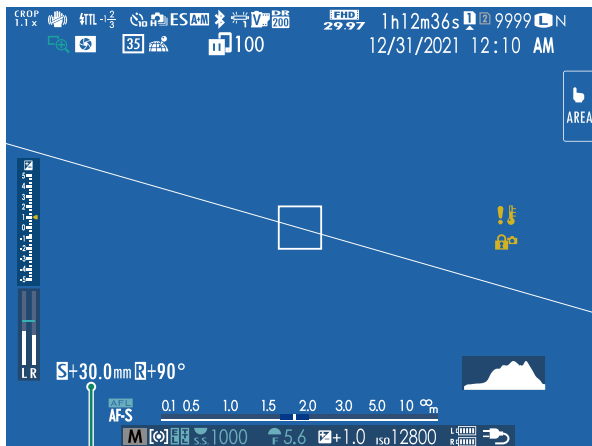 CROP 1.1x TTL -1⅔ ES A+M V DR 200 FHD 29.97 1h12m36s 1 2 9999 L N
35 100 12/31/2021 12:10 AM
AREA
5
4
3
2
1
0
-1
-2
-3
-4
-5
L R
S+30.0mm R+90°
AFL
AF-S
0.1 0.5 1.0 1.5 2.0 3.0 5.0 10 ∞ m
M S.S. 1000 F 5.6 +1.0 ISO 12800 L R